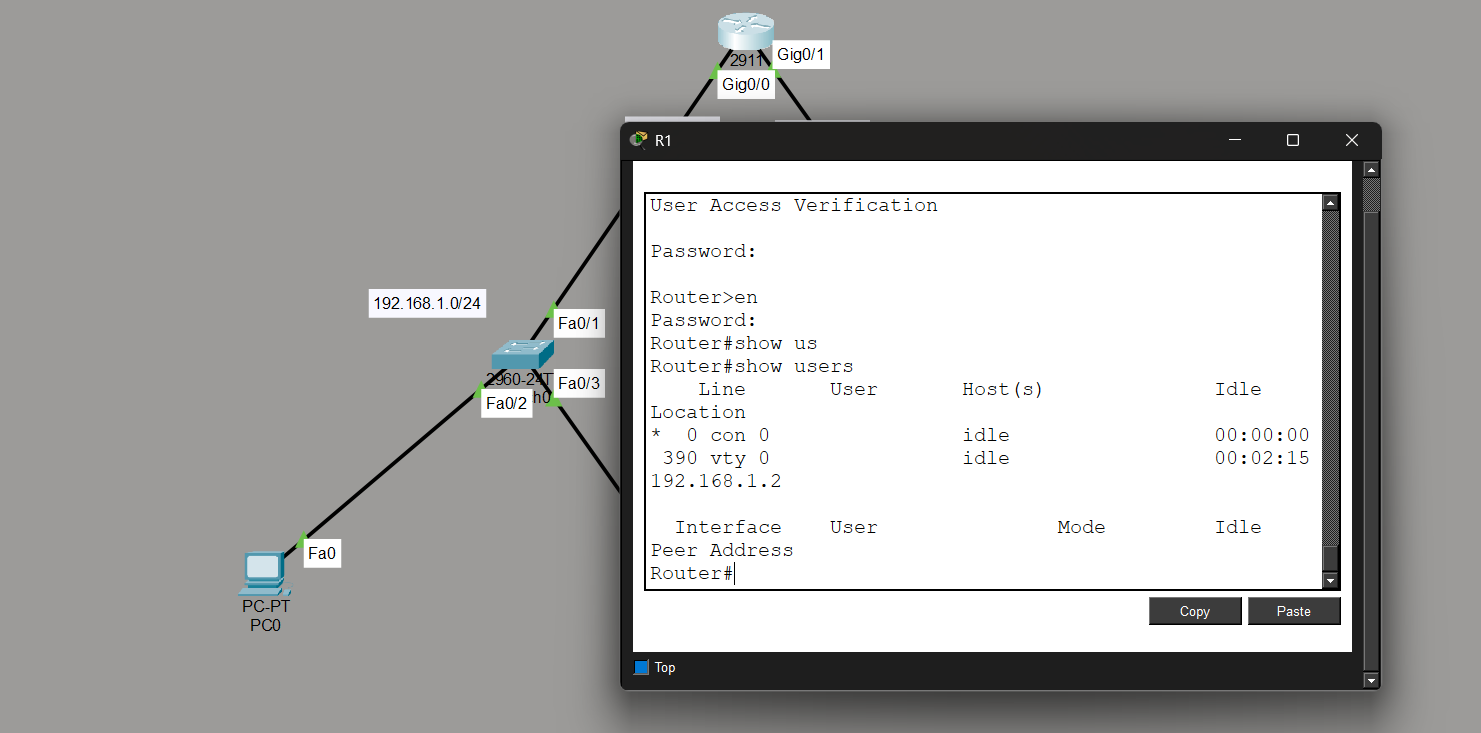 Gig0/1
2911
Gig0/0
R1
User Access Verification
Password:
Router>en
Password:
Router#show us
Router#show users
Line User Host(s) Idle
Location
* 0 con 0 idle 00:00:00
390 vty 0 idle 00:02:15
192.168.1.2
Interface User Mode Idle
Peer Address
Router#
Copy Paste
Top
192.168.1.0/24
Fa0/1
2960-24T
Fa0/3
Fa0/2
h0
Fa0
PC-PT
PC0